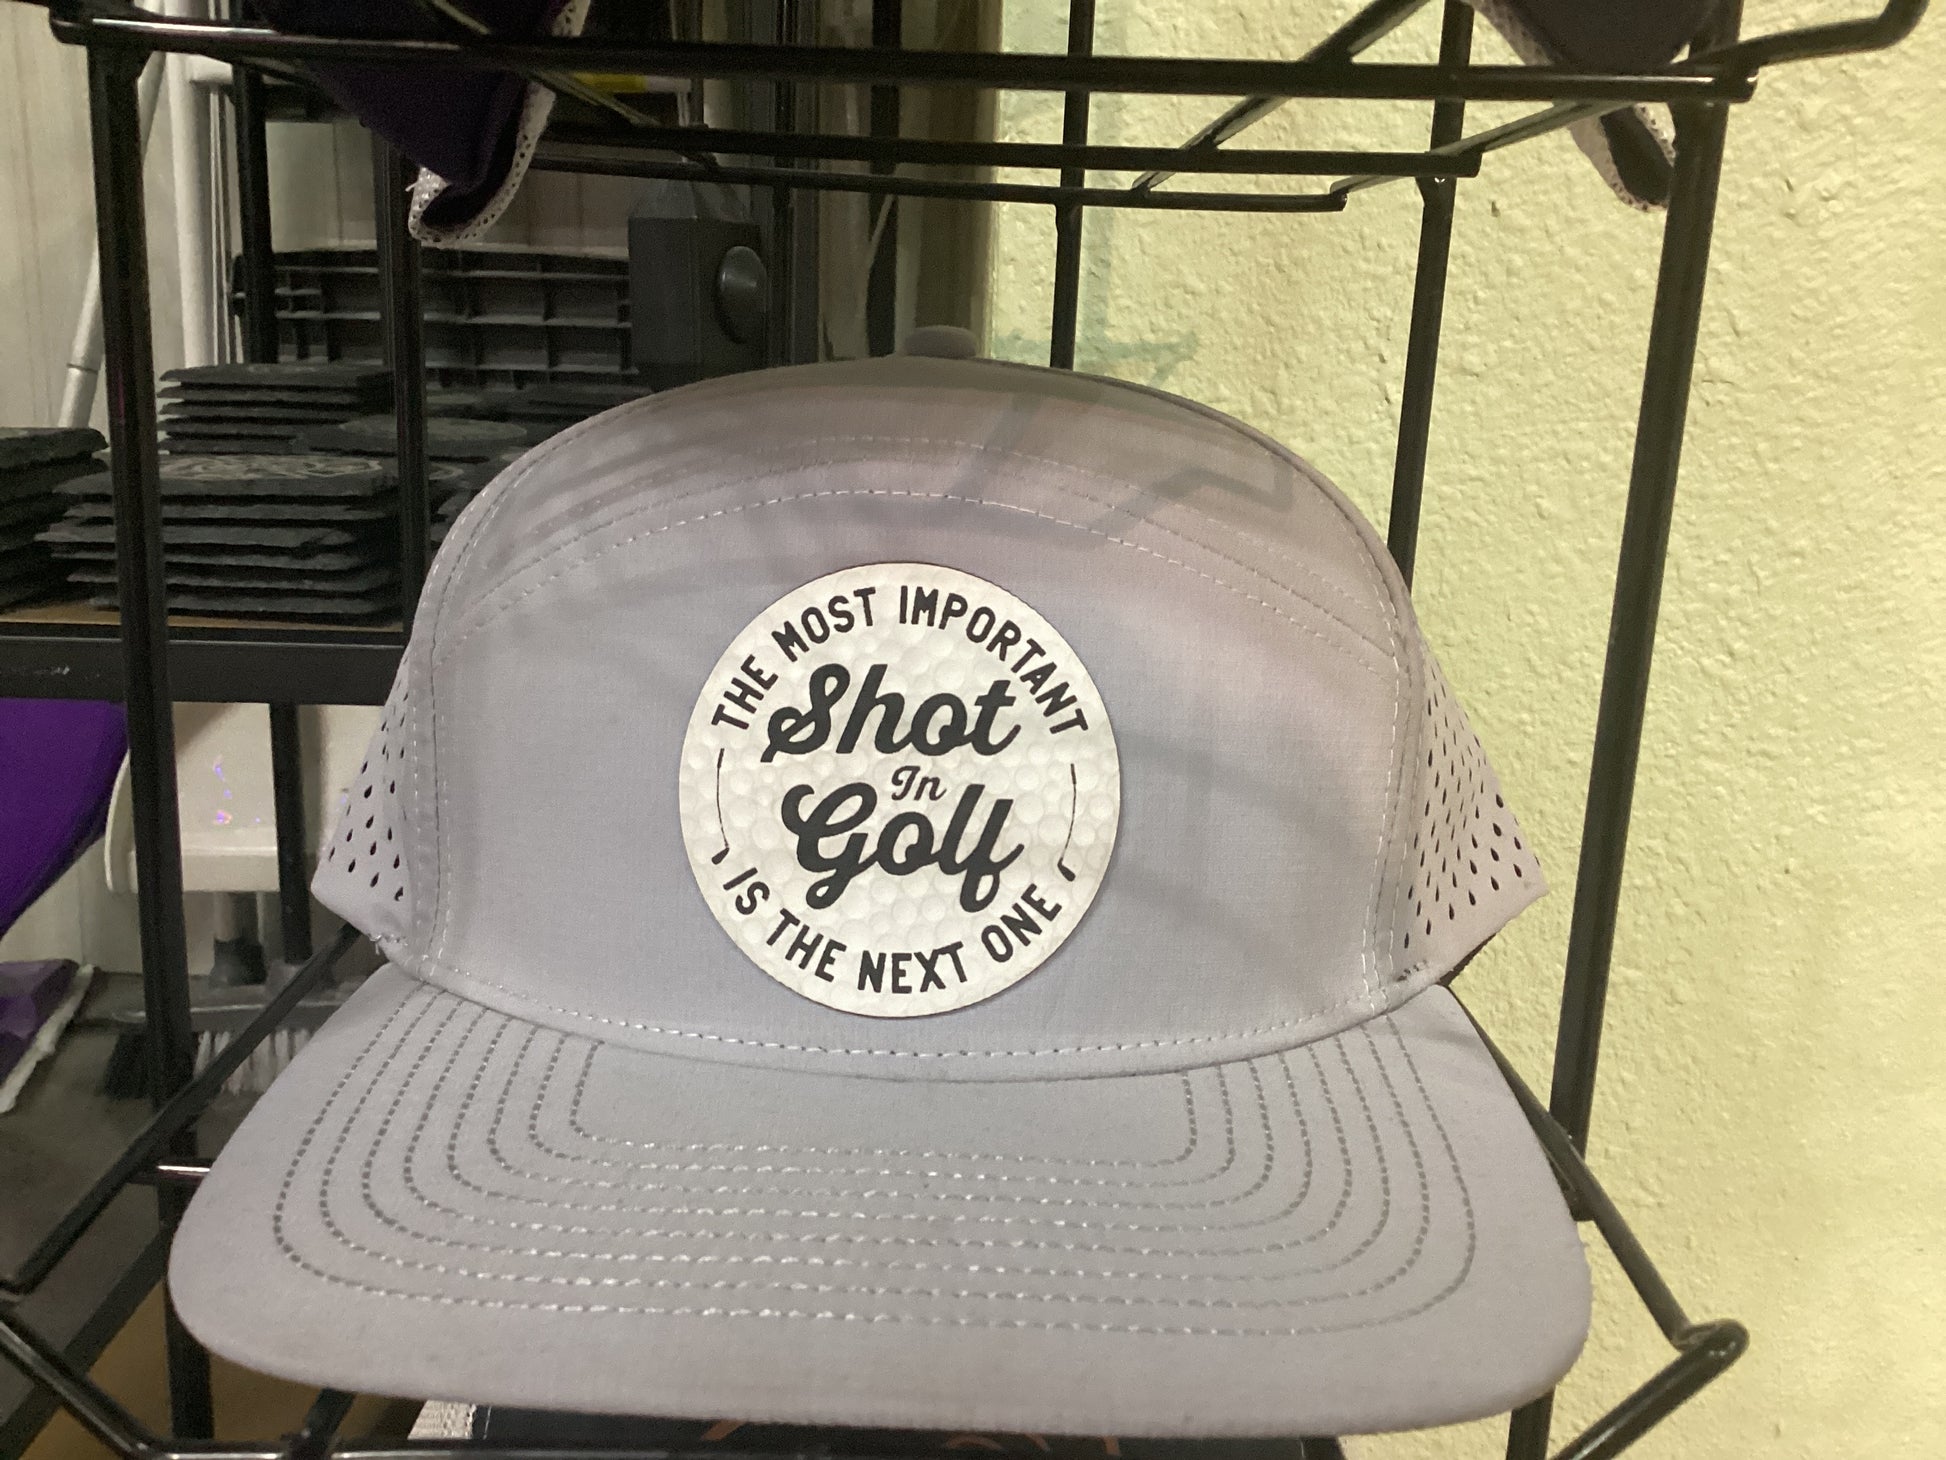 THE MOST IMPORTANT
Shot
In
Golf
IS THE NEXT ONE